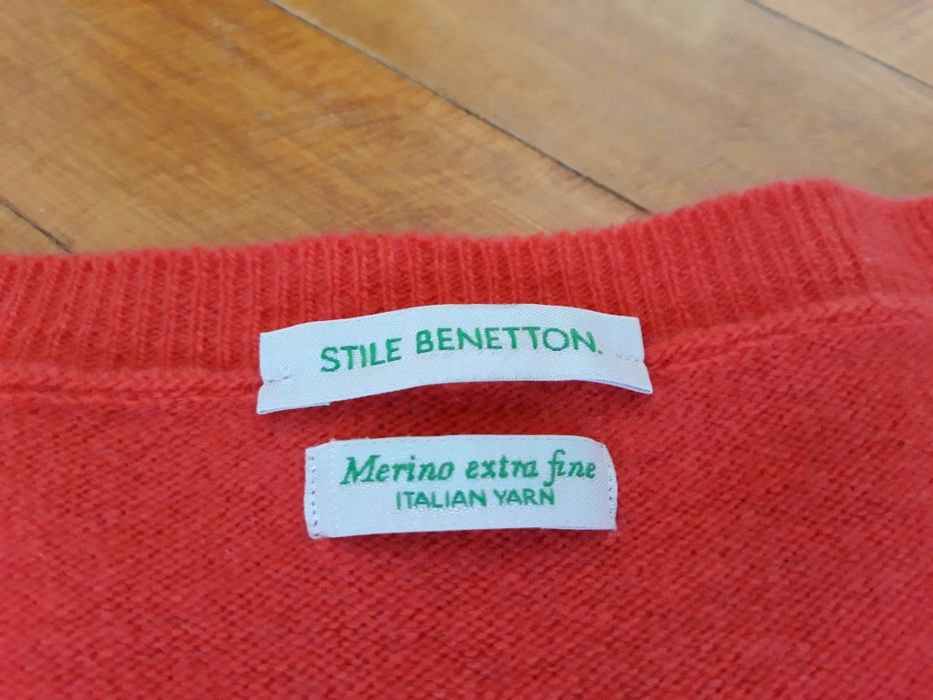 STILE BENETTON.
Merino extra fine
ITALIAN YARN